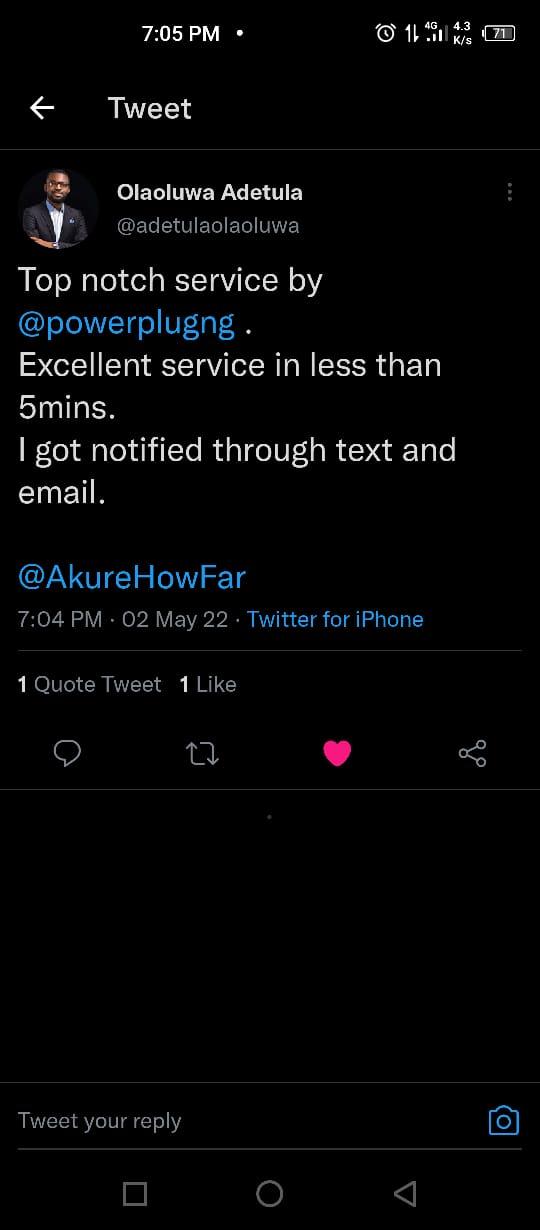 7:05 PM •
4G 4.3 K/s 71
Tweet
Olaoluwa Adetula
@adetulaolaoluwa
Top notch service by
@powerplugng .
Excellent service in less than
5mins.
I got notified through text and
email.
@AkureHowFar
7:04 PM · 02 May 22 · Twitter for iPhone
1 Quote Tweet 1 Like
Tweet your reply